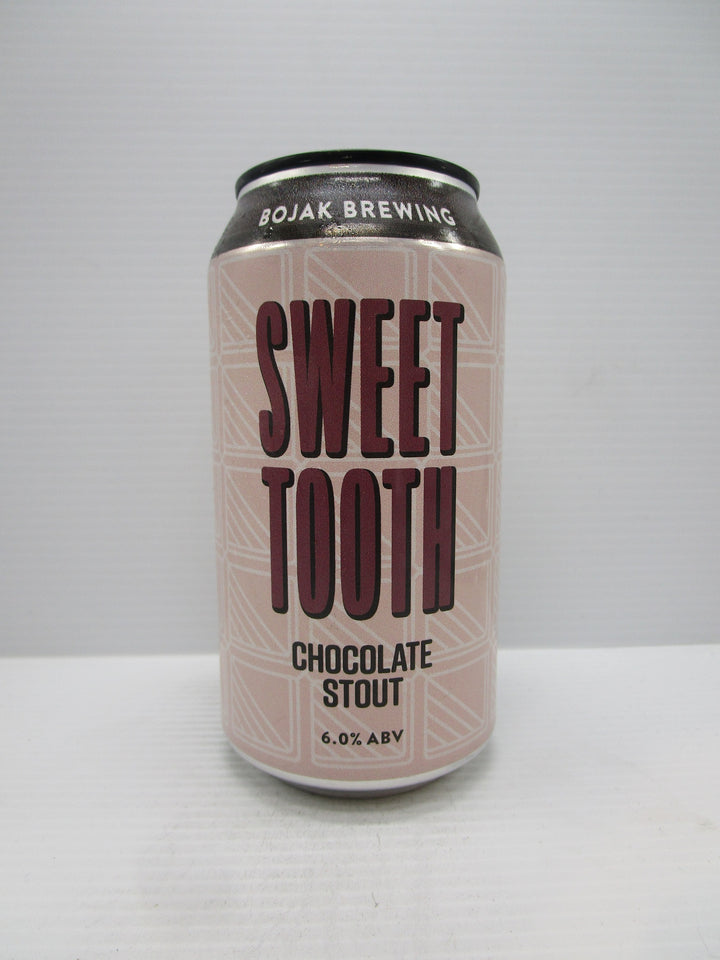 BOJAK BREWING
SWEET
TOOTH
CHOCOLATE
STOUT
6.0% ABV